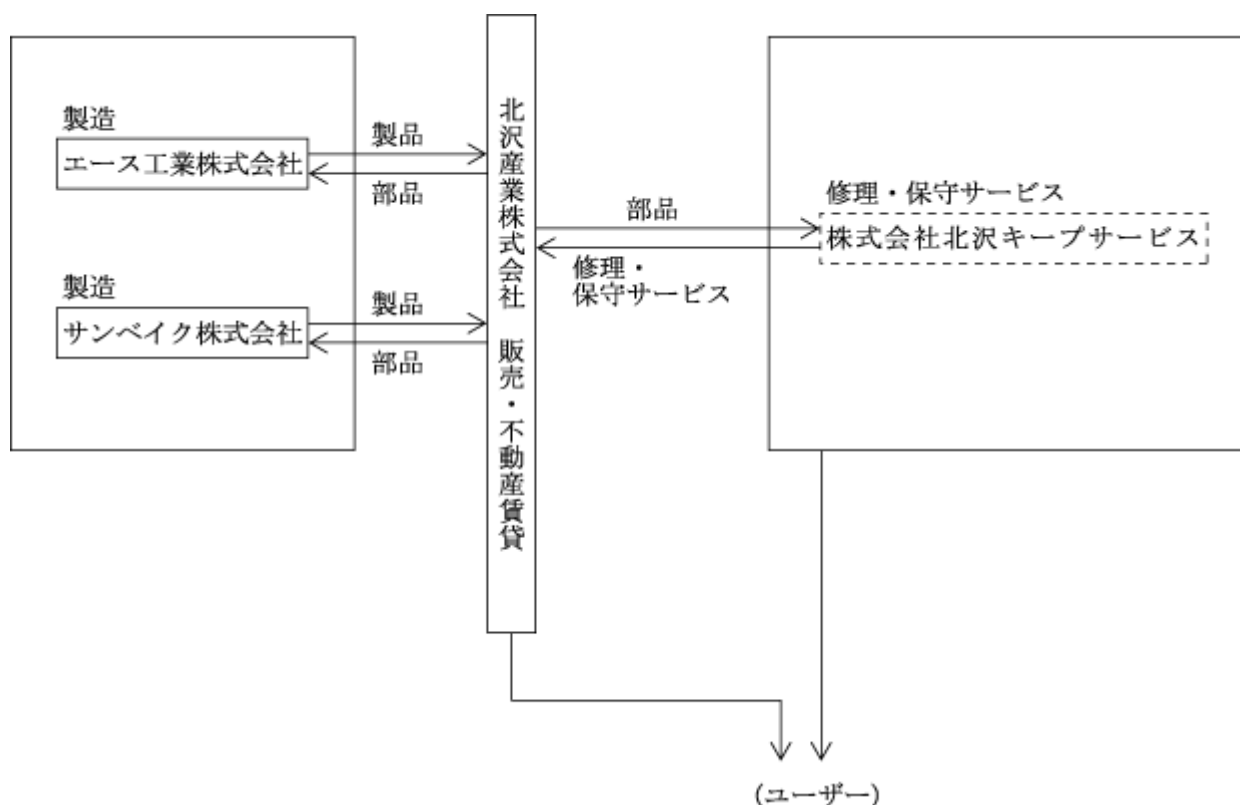 製造
エース工業株式会社
製品
部品
製造
サンベイク株式会社
製品
部品
北沢産業株式会社 販売・不動産賃貸
部品
修理・
保守サービス
修理・保守サービス
株式会社北沢キープサービス
(ユーザー)